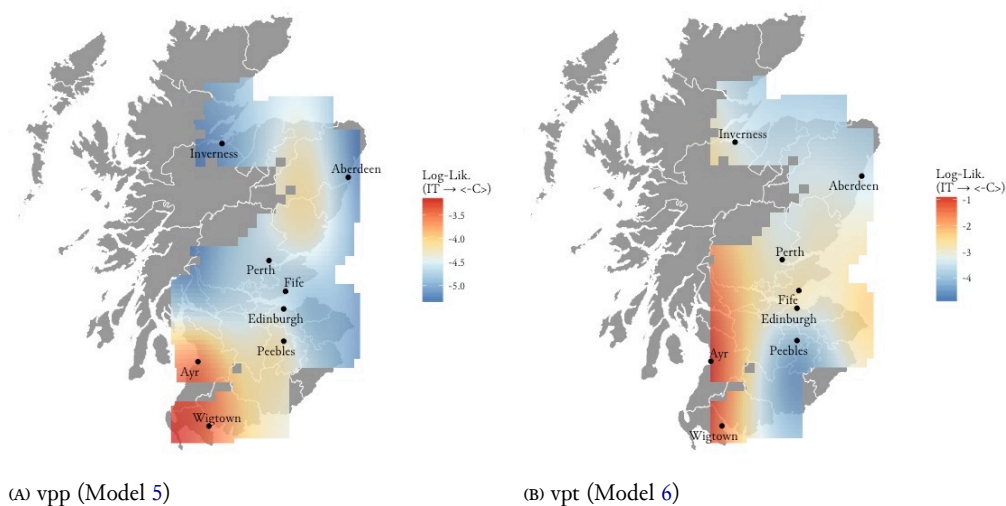 Inverness
Aberdeen
Perth
Fife
Edinburgh
Peebles
Ayr
Wigtown
Log-Lik.
(IT → <-C>)
-3.5
-4.0
-4.5
-5.0
Inverness
Aberdeen
Perth
Fife
Edinburgh
Peebles
Ayr
Wigtown
Log-Lik.
(IT → <-C>)
-1
-2
-3
-4
(A) vpp (Model 5)
(B) vpt (Model 6)